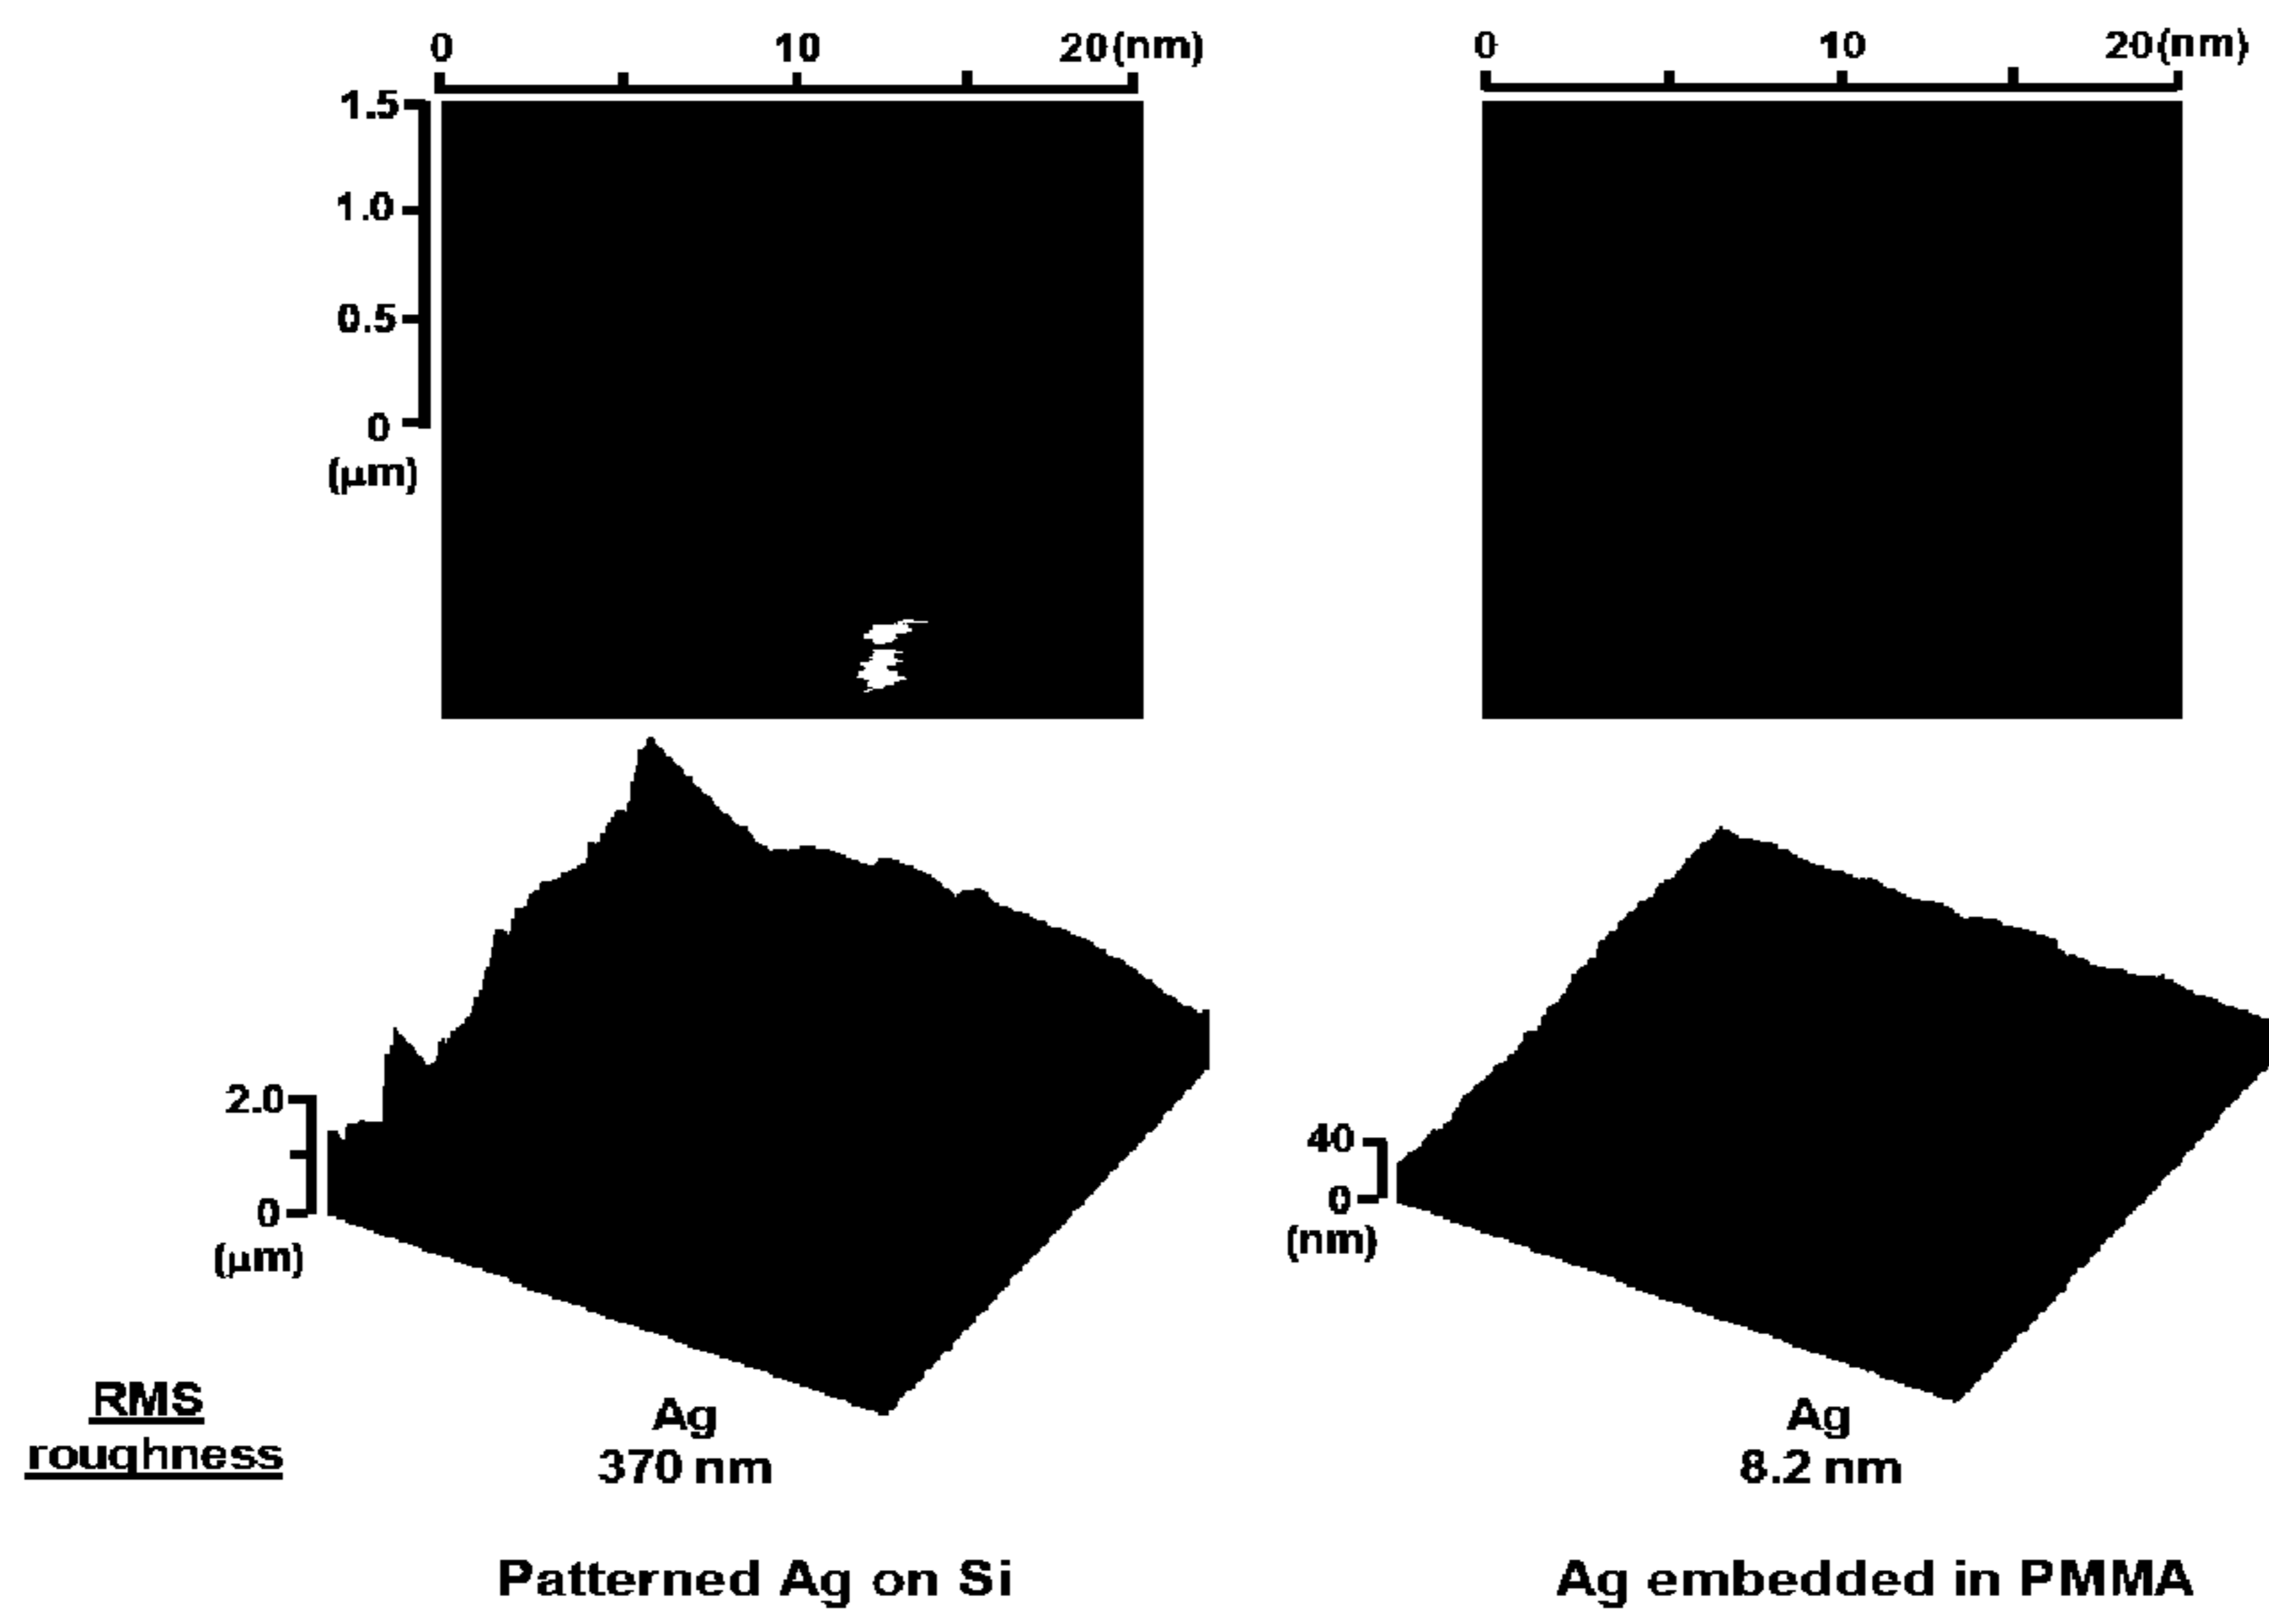 0 10 20(nm)
0 10 20(nm)
1.5
1.0
0.5
0
(μm)
2.0
0
(μm)
40
0
(nm)
RMS
roughness
Ag
370 nm
Ag
8.2 nm
Patterned Ag on Si
Ag embedded in PMMA